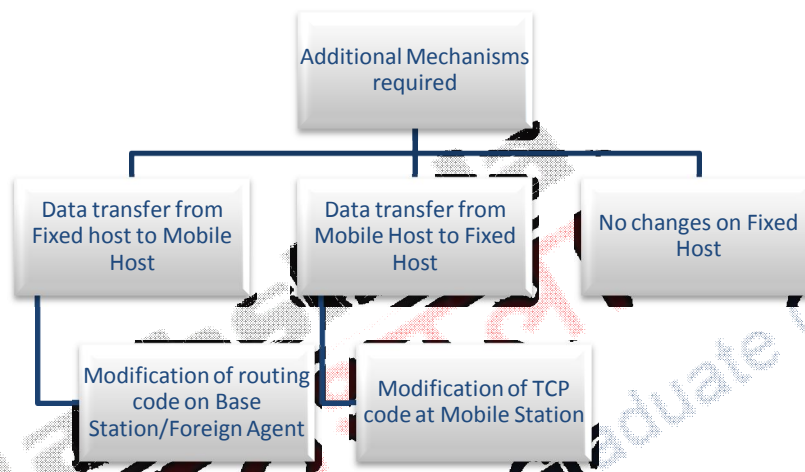 Additional Mechanisms
required
Data transfer from
Fixed host to Mobile
Host
Data transfer from
Mobile Host to Fixed
Host
No changes on Fixed
Host
Modification of routing
code on Base
Station/Foreign Agent
Modification of TCP
code at Mobile Station